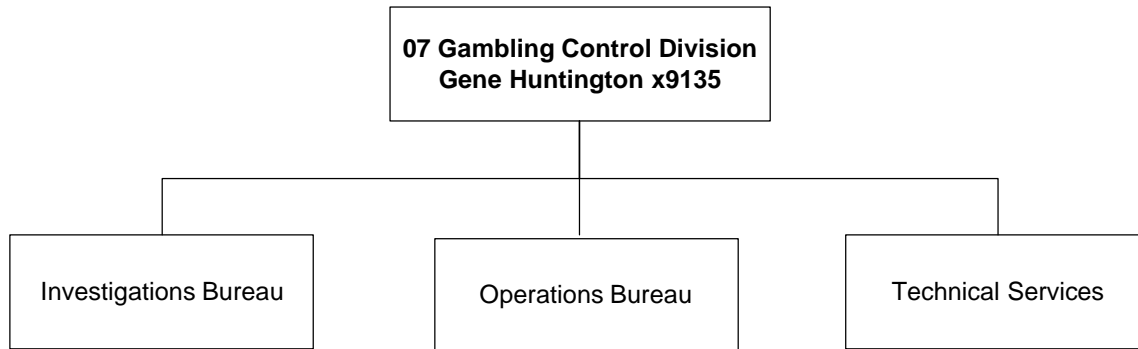 07 Gambling Control Division
Gene Huntington x9135
Investigations Bureau
Operations Bureau
Technical Services